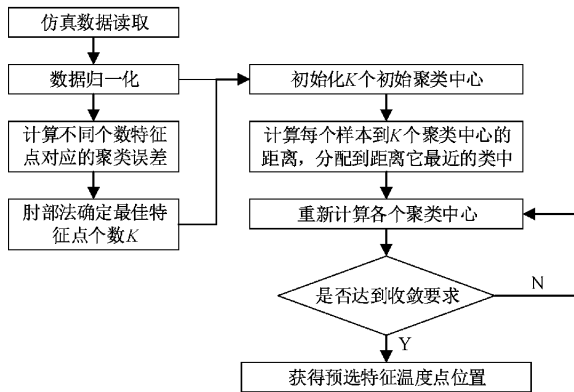 仿真数据读取
数据归一化
计算不同个数特征
点对应的聚类误差
肘部法确定最佳特
征点个数K
初始化K个初始聚类中心
计算每个样本到K个聚类中心的
距离，分配到距离它最近的类中
重新计算各个聚类中心
是否达到收敛要求
N
Y
获得预选特征温度点位置